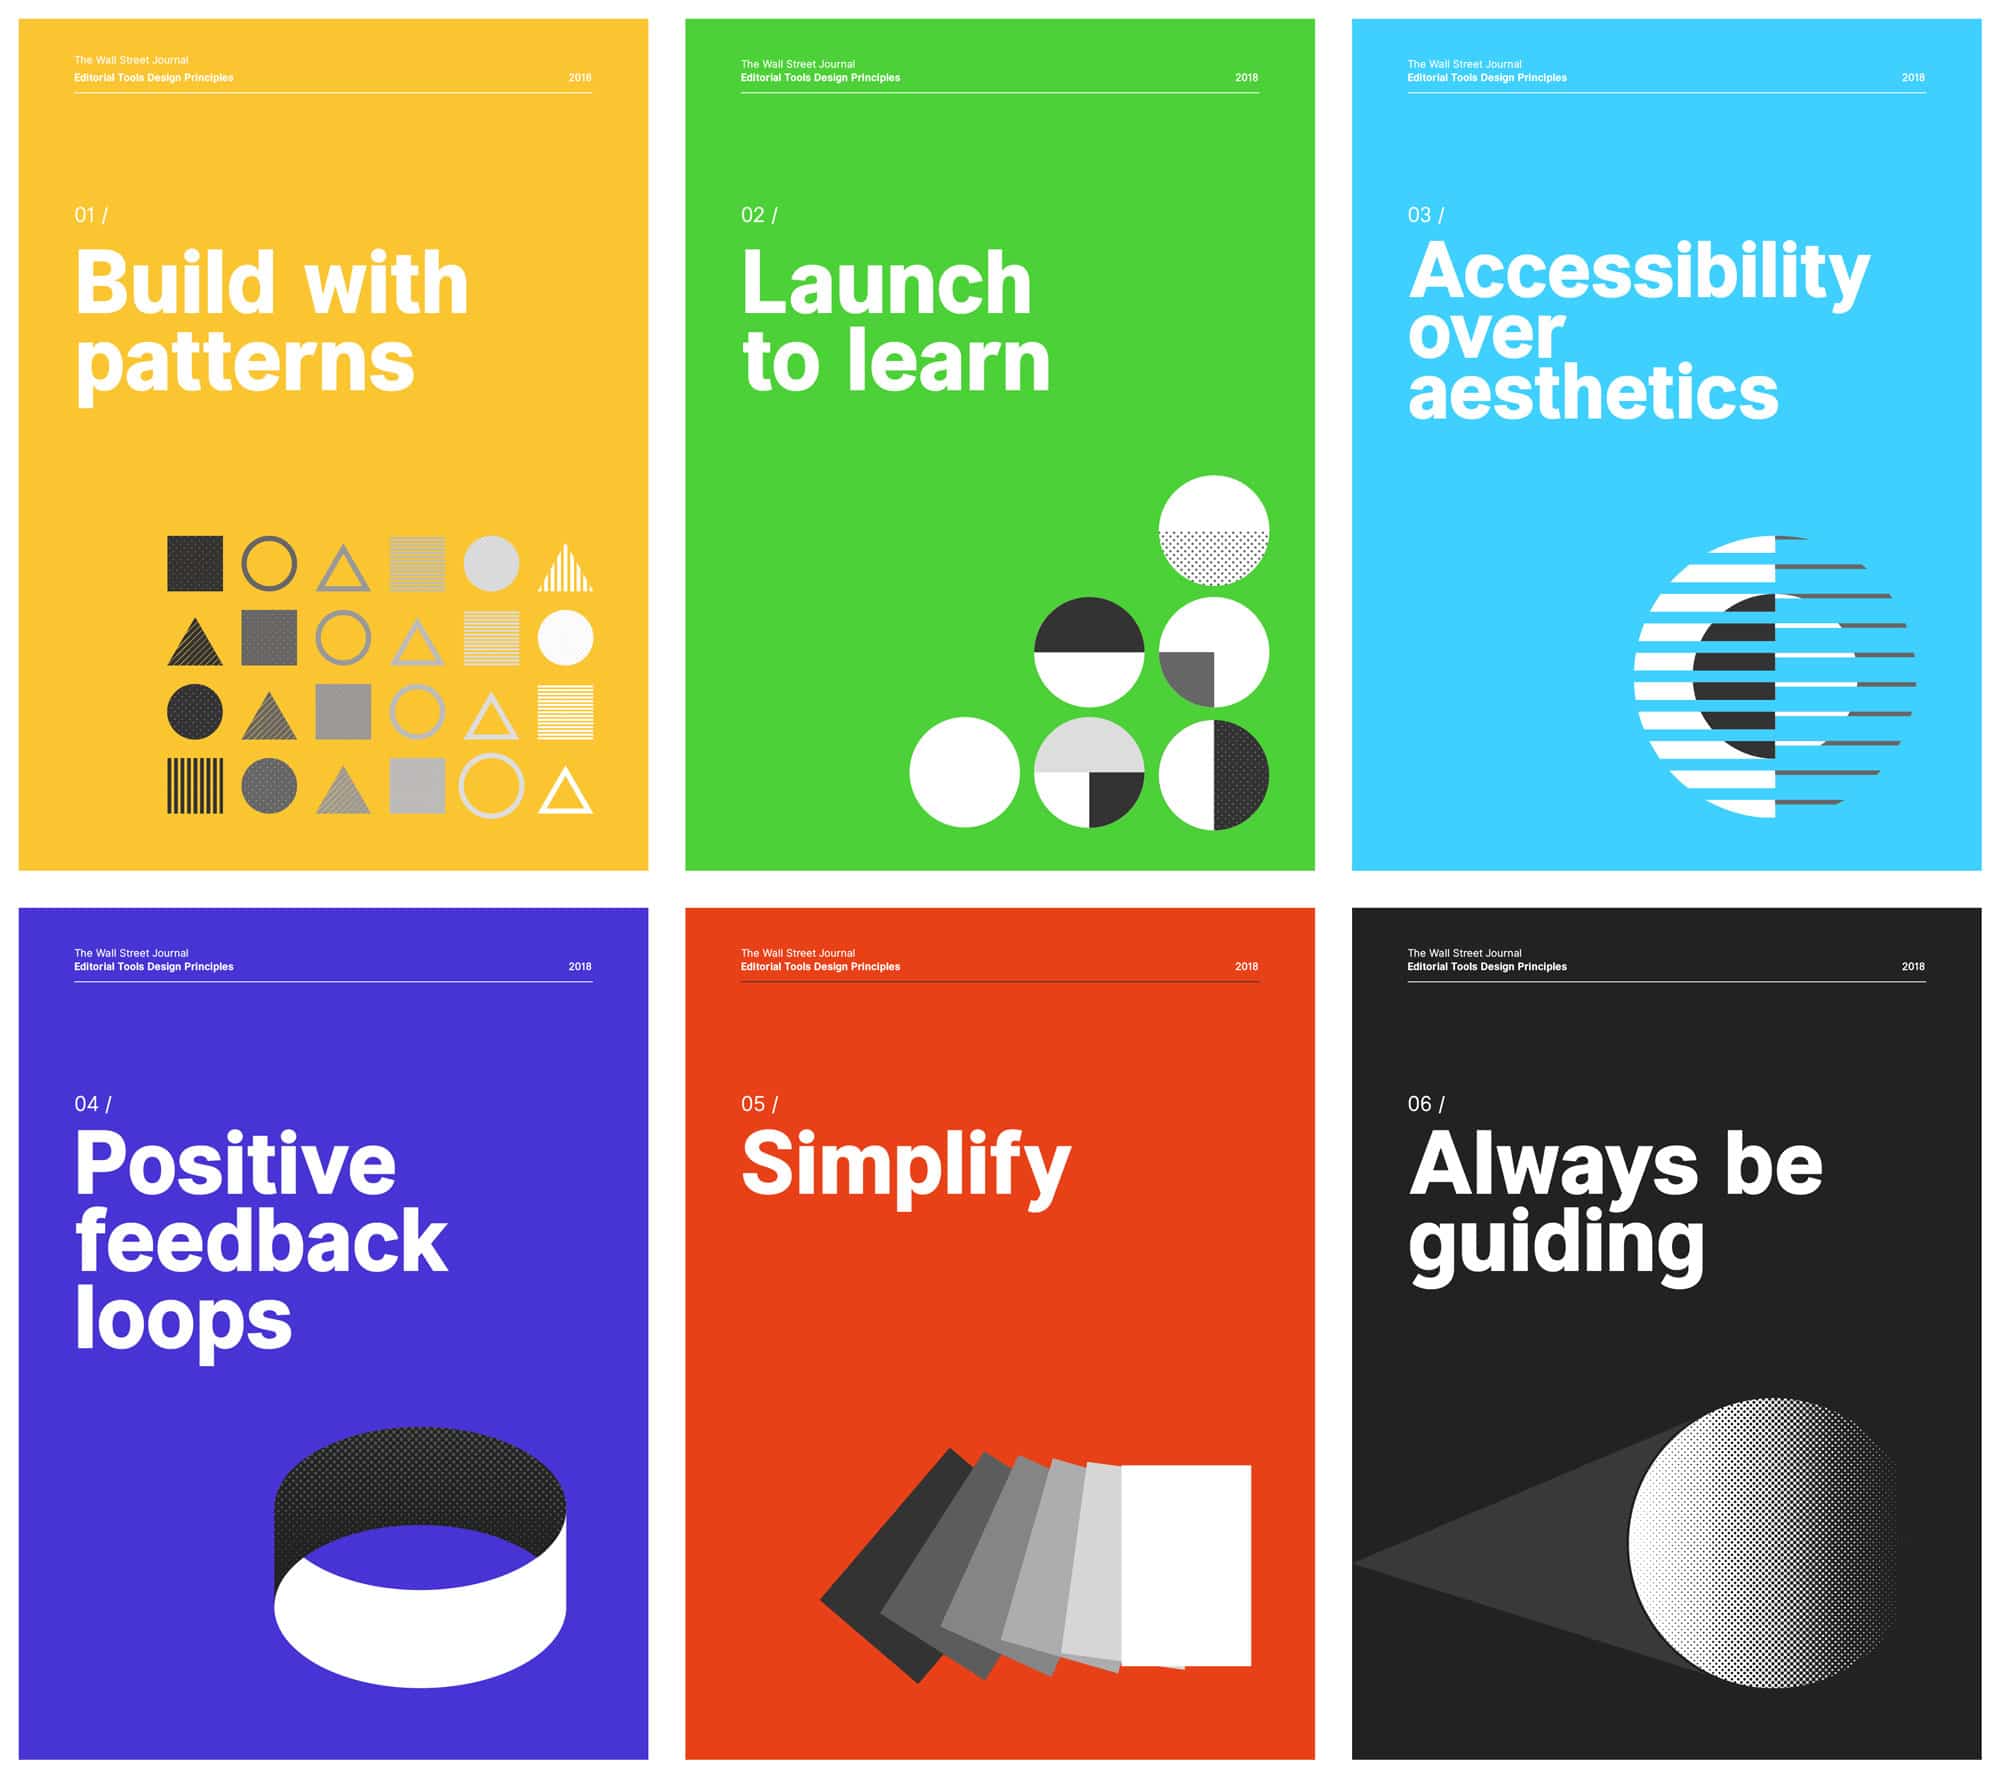 The Wall Street Journal
Editorial Tools Design Principles 2018
01 /
Build with
patterns
The Wall Street Journal
Editorial Tools Design Principles 2018
02 /
Launch
to learn
The Wall Street Journal
Editorial Tools Design Principles 2018
03 /
Accessibility
over
aesthetics
The Wall Street Journal
Editorial Tools Design Principles 2018
04 /
Positive
feedback
loops
The Wall Street Journal
Editorial Tools Design Principles 2018
05 /
Simplify
The Wall Street Journal
Editorial Tools Design Principles 2018
06 /
Always be
guiding